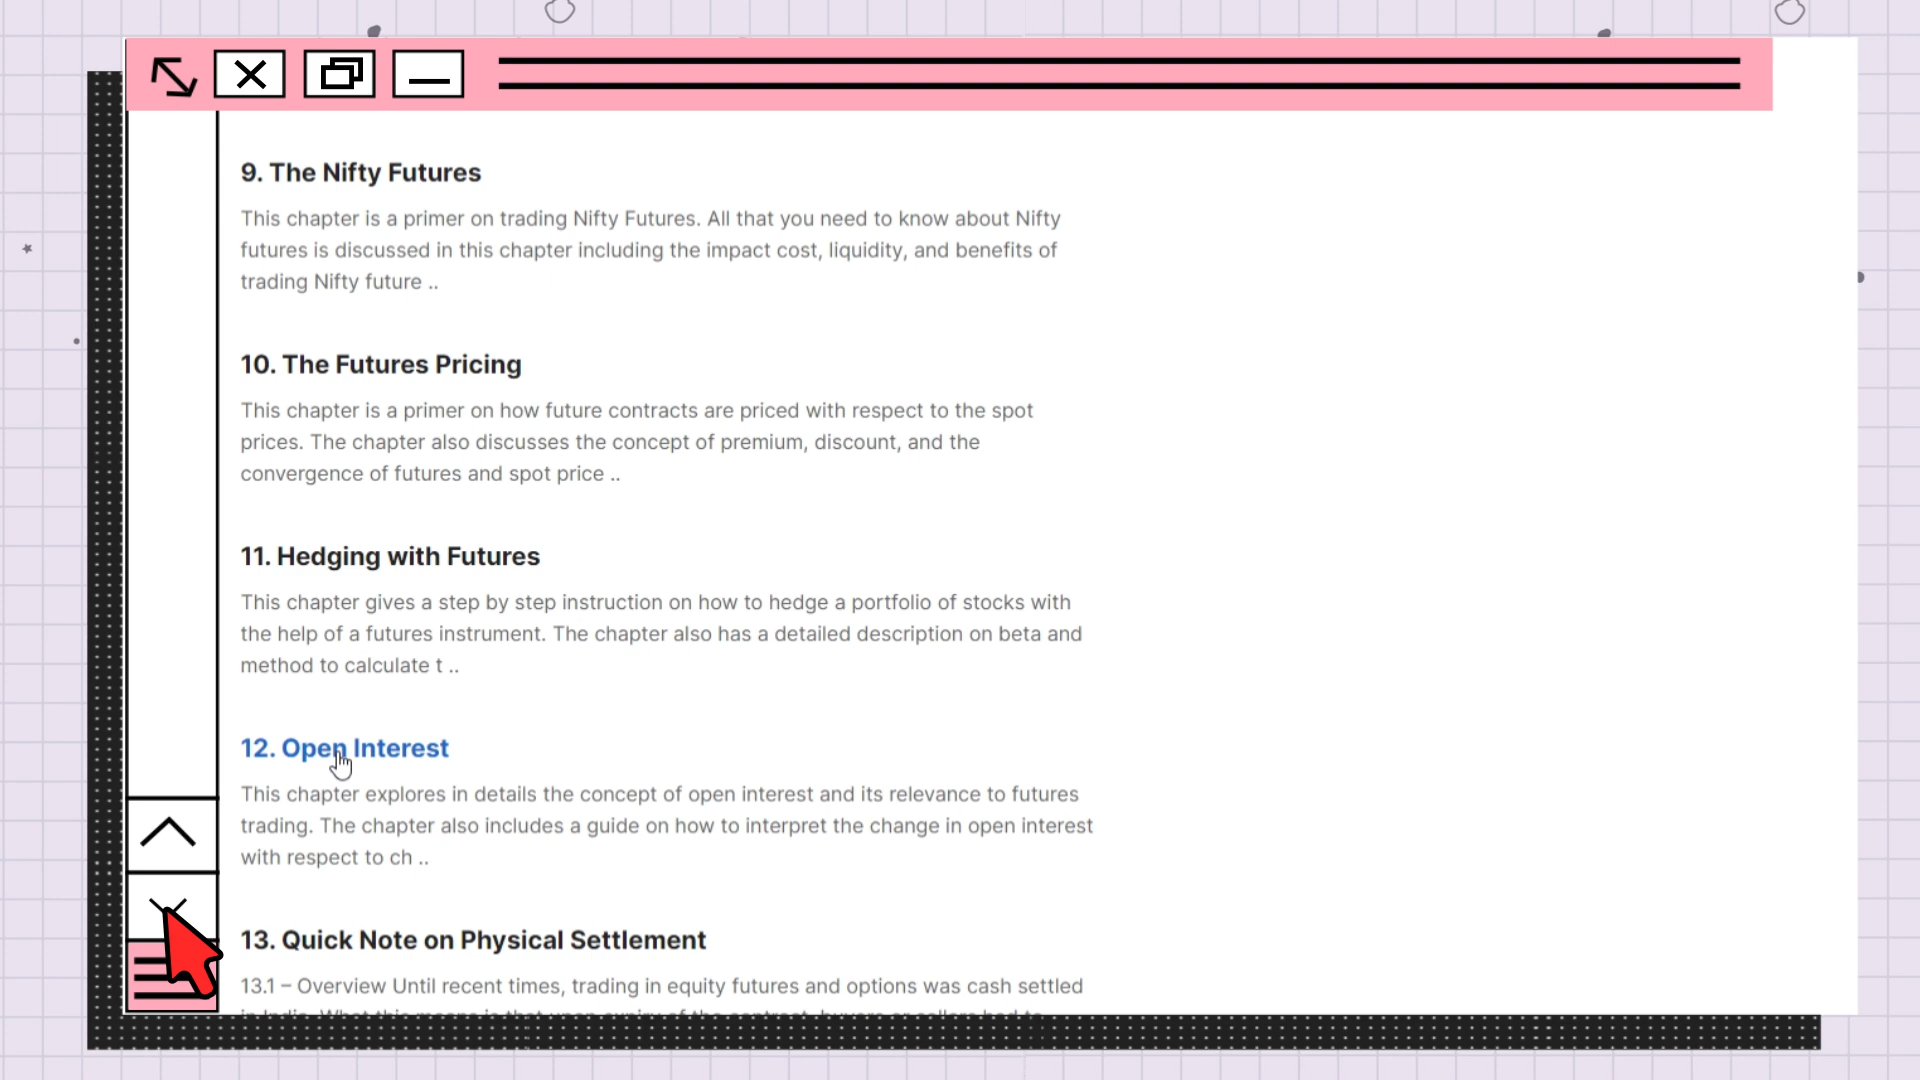 9. The Nifty Futures
This chapter is a primer on trading Nifty Futures. All that you need to know about Nifty
futures is discussed in this chapter including the impact cost, liquidity, and benefits of
trading Nifty future ..
10. The Futures Pricing
This chapter is a primer on how future contracts are priced with respect to the spot
prices. The chapter also discusses the concept of premium, discount, and the
convergence of futures and spot price ..
11. Hedging with Futures
This chapter gives a step by step instruction on how to hedge a portfolio of stocks with
the help of a futures instrument. The chapter also has a detailed description on beta and
method to calculate t ..
12. Open Interest
This chapter explores in details the concept of open interest and its relevance to futures
trading. The chapter also includes a guide on how to interpret the change in open interest
with respect to ch ..
13. Quick Note on Physical Settlement
13.1 – Overview Until recent times, trading in equity futures and options was cash settled